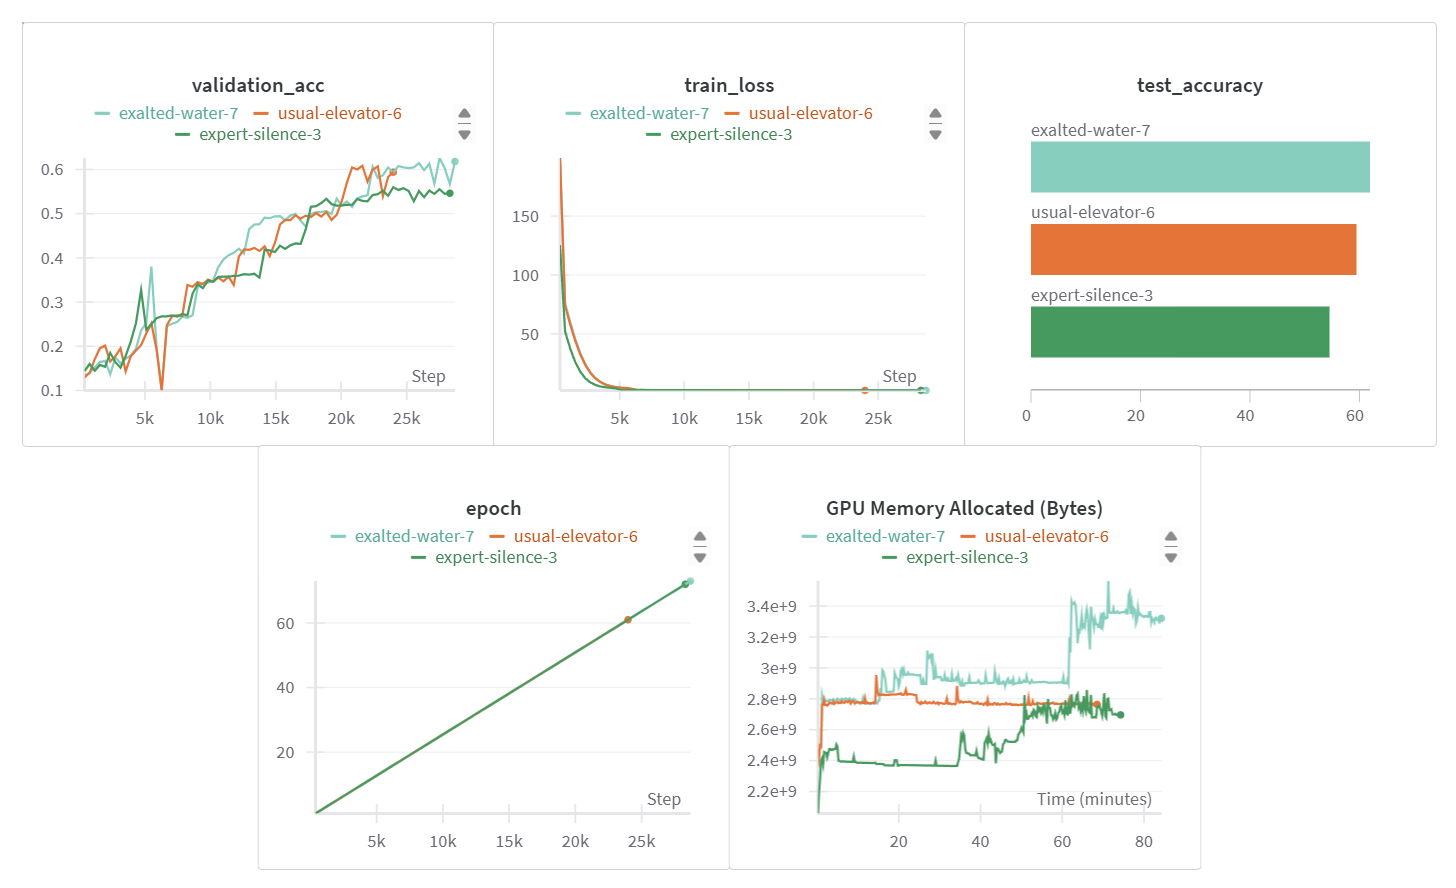 validation_acc
exalted-water-7 usual-elevator-6
expert-silence-3
0.6
0.5
0.4
0.3
0.2
0.1
Step
5k 10k 15k 20k 25k
train_loss
exalted-water-7 usual-elevator-6
expert-silence-3
150
100
50
Step
5k 10k 15k 20k 25k
test_accuracy
exalted-water-7
usual-elevator-6
expert-silence-3
0 20 40 60
epoch
exalted-water-7 usual-elevator-6
expert-silence-3
60
40
20
Step
5k 10k 15k 20k 25k
GPU Memory Allocated (Bytes)
exalted-water-7 usual-elevator-6
expert-silence-3
3.4e+9
3.2e+9
3e+9
2.8e+9
2.6e+9
2.4e+9
2.2e+9
Time (minutes)
20 40 60 80